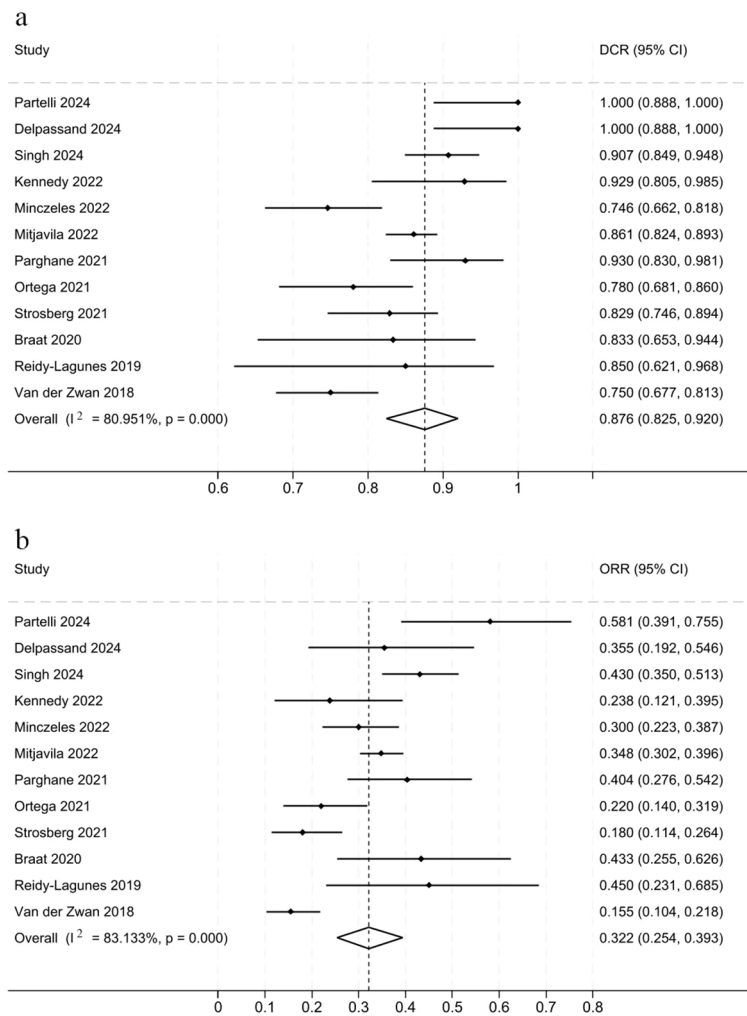 a
Study DCR (95% CI)
Partelli 2024 1.000 (0.888, 1.000)
Delpassand 2024 1.000 (0.888, 1.000)
Singh 2024 0.907 (0.849, 0.948)
Kennedy 2022 0.929 (0.805, 0.985)
Minczeles 2022 0.746 (0.662, 0.818)
Mitjavila 2022 0.861 (0.824, 0.893)
Parghane 2021 0.930 (0.830, 0.981)
Ortega 2021 0.780 (0.681, 0.860)
Strosberg 2021 0.829 (0.746, 0.894)
Braat 2020 0.833 (0.653, 0.944)
Reidy-Lagunes 2019 0.850 (0.621, 0.968)
Van der Zwan 2018 0.750 (0.677, 0.813)
Overall (I 2 = 80.951%, p = 0.000) 0.876 (0.825, 0.920)
0.6 0.7 0.8 0.9 1
b
Study ORR (95% CI)
Partelli 2024 0.581 (0.391, 0.755)
Delpassand 2024 0.355 (0.192, 0.546)
Singh 2024 0.430 (0.350, 0.513)
Kennedy 2022 0.238 (0.121, 0.395)
Minczeles 2022 0.300 (0.223, 0.387)
Mitjavila 2022 0.348 (0.302, 0.396)
Parghane 2021 0.404 (0.276, 0.542)
Ortega 2021 0.220 (0.140, 0.319)
Strosberg 2021 0.180 (0.114, 0.264)
Braat 2020 0.433 (0.255, 0.626)
Reidy-Lagunes 2019 0.450 (0.231, 0.685)
Van der Zwan 2018 0.155 (0.104, 0.218)
Overall (I 2 = 83.133%, p = 0.000) 0.322 (0.254, 0.393)
0 0.1 0.2 0.3 0.4 0.5 0.6 0.7 0.8